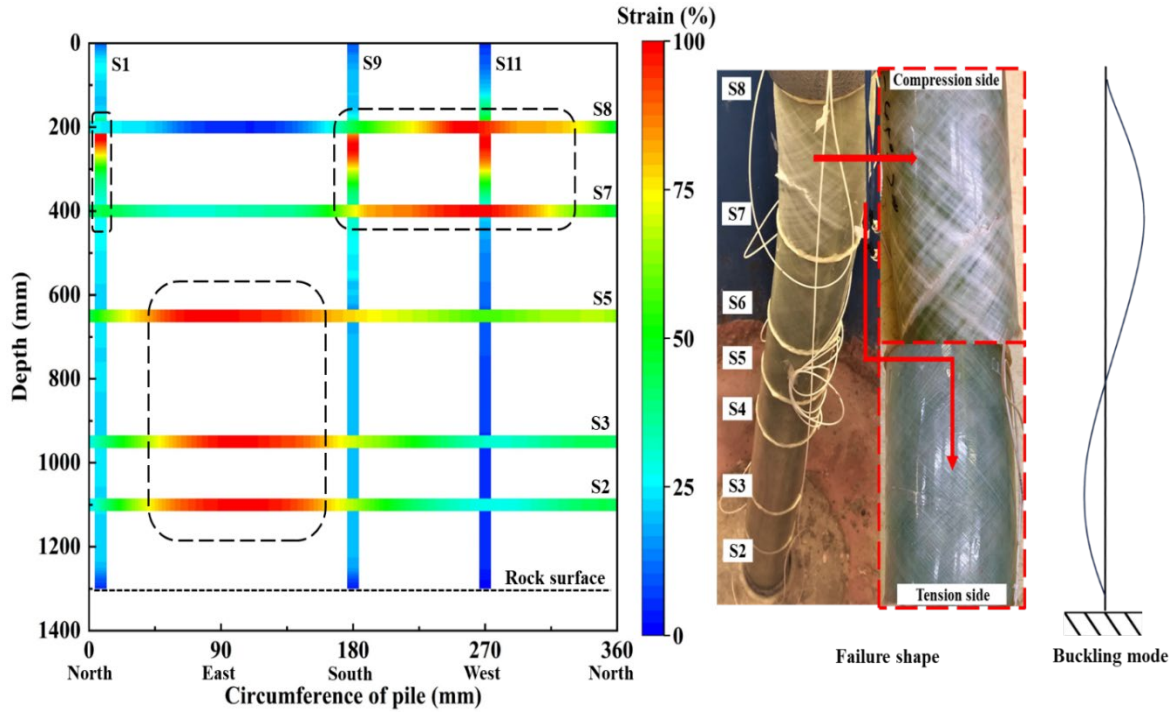 Strain (%)
0
200
400
600
800
1000
1200
1400
Depth (mm)
S1
S9
S11
S8
S7
S5
S3
S2
Rock surface
0
90
180
270
360
North
East
South
West
North
Circumference of pile (mm)
100
75
50
25
0
S8
S7
S6
S5
S4
S3
S2
Compression side
Tension side
Failure shape
Buckling mode